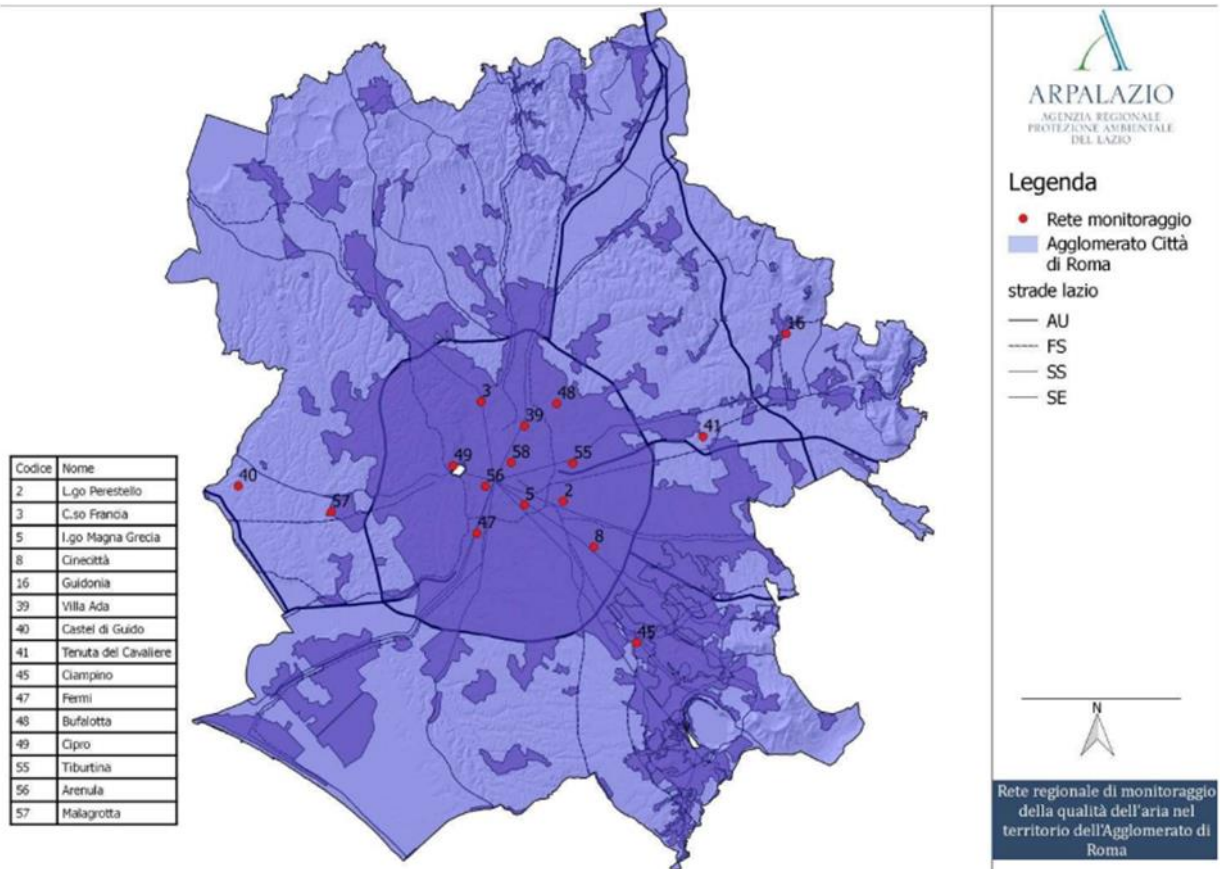 ARPALAZIO
AGENZIA REGIONALE
PROTEZIONE AMBIENTALE
DEL LAZIO
Legenda
Rete monitoraggio
Agglomerato Città
di Roma
strade lazio
AU
FS
SS
SE
N
Rete regionale di monitoraggio
della qualità dell'aria nel
territorio dell'Agglomerato di
Roma
16
3
48
39
41
58
55
49
40
56
57
5
2
47
8
45
Codice Nome
2 L.go Perestello
3 C.so Francia
5 l.go Magna Grecia
8 Cinecittà
16 Guidonia
39 Villa Ada
40 Castel di Guido
41 Tenuta del Cavaliere
45 Ciampino
47 Fermi
48 Bufalotta
49 Cipro
55 Tiburtina
56 Arenula
57 Malagrotta